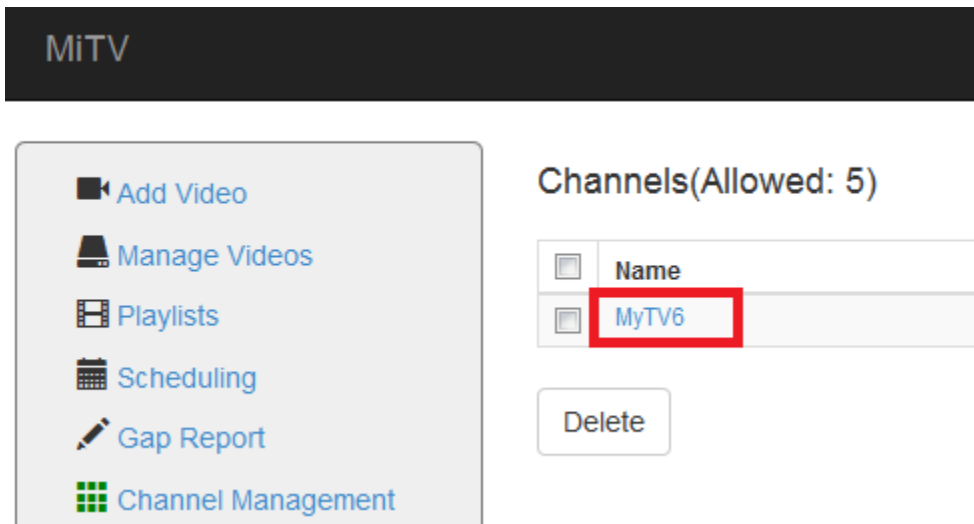 MiTV
Add Video
Manage Videos
Playlists
Scheduling
Gap Report
Channel Management
Channels(Allowed: 5)
Name
MyTV6
Delete